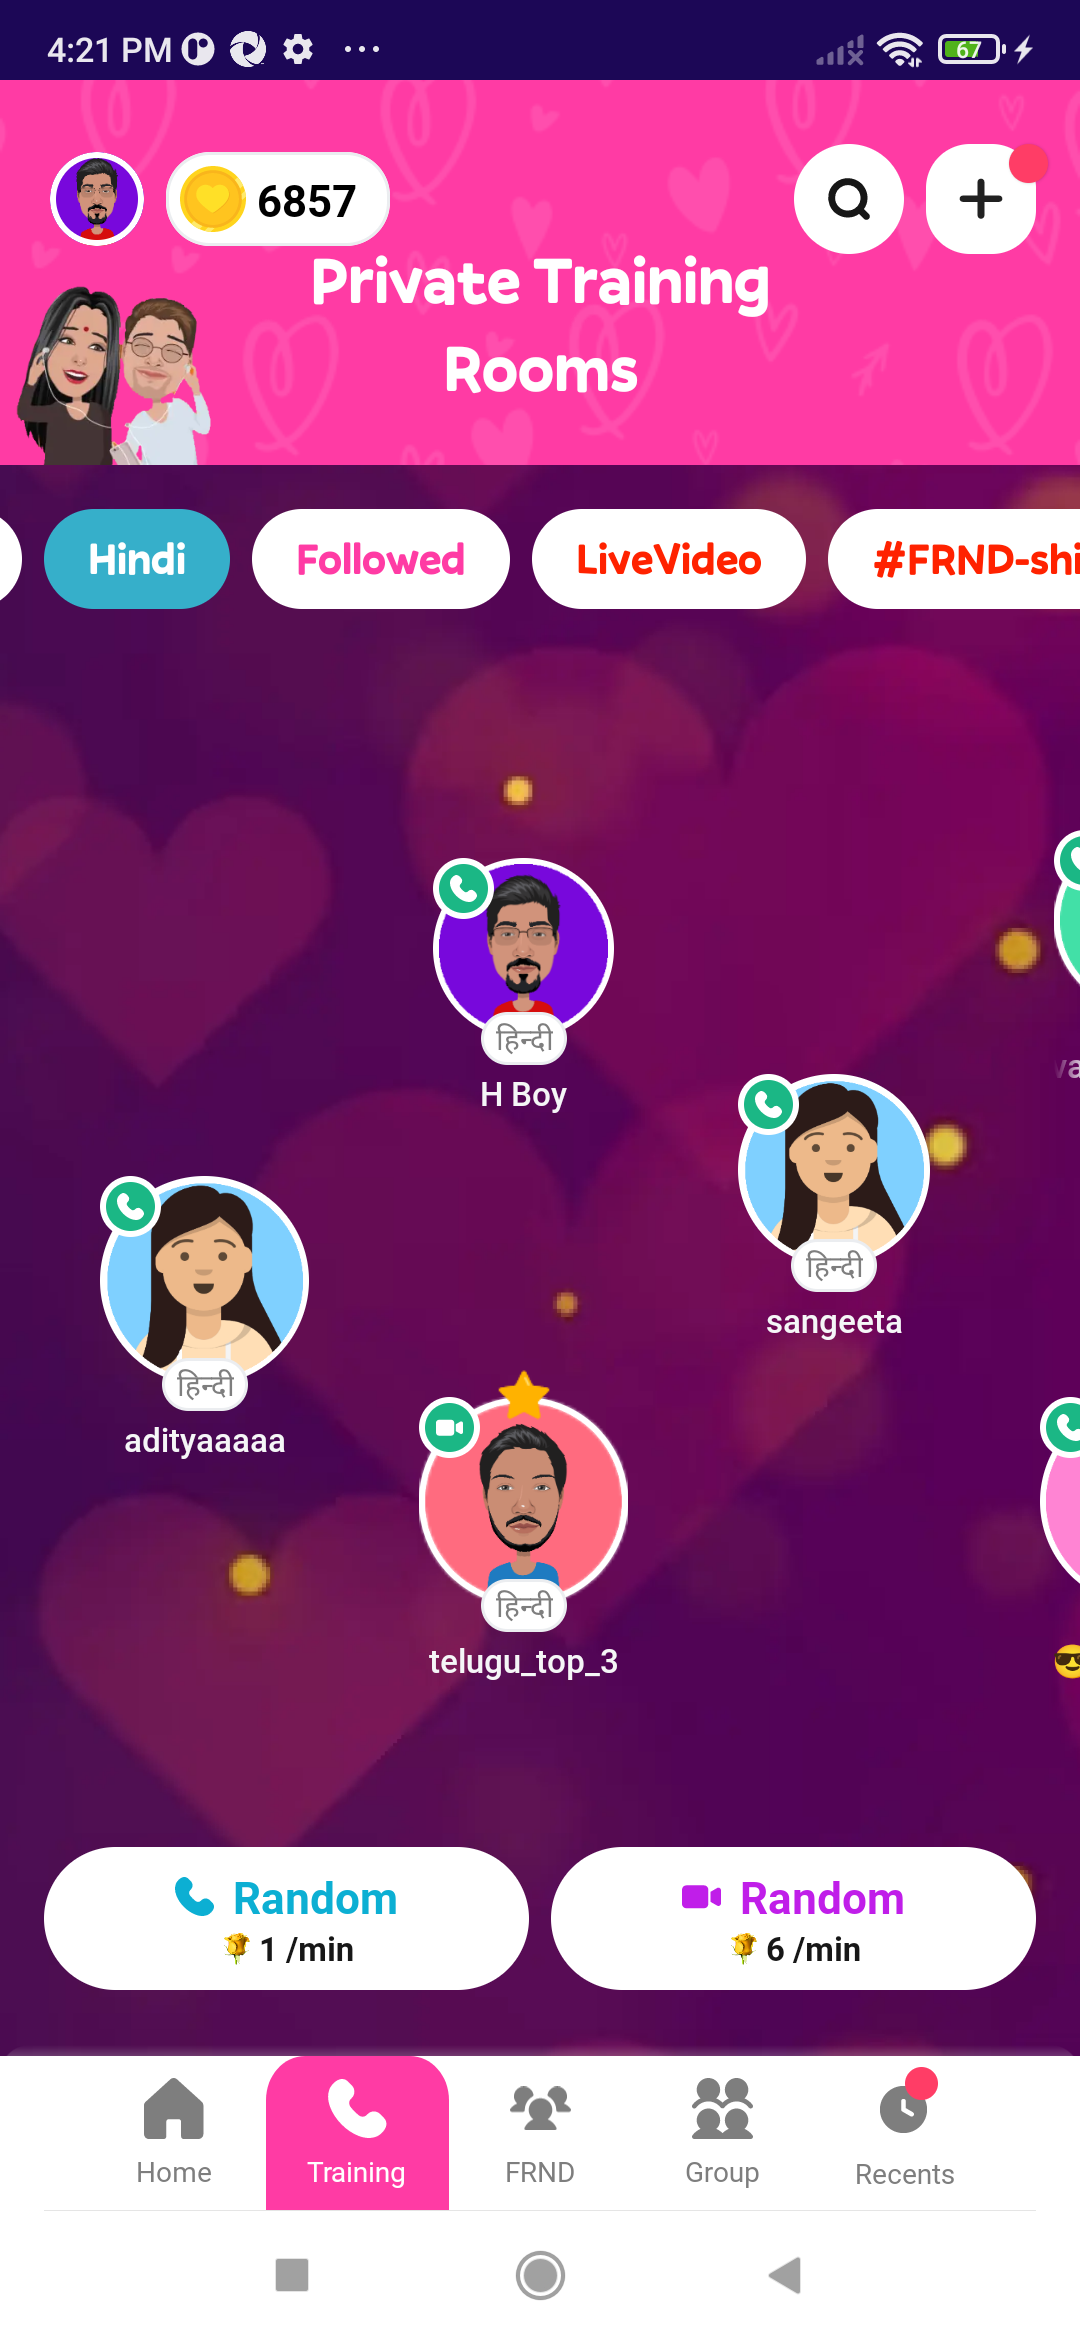 4:21 PM
67
6857
Private Training
Rooms
Hindi
Followed
LiveVideo
#FRND-shi
हिन्दी
H Boy
हिन्दी
sangeeta
हिन्दी
adityaaaaa
हिन्दी
telugu_top_3
Random
1 /min
Random
6 /min
Home
Training
FRND
Group
Recents